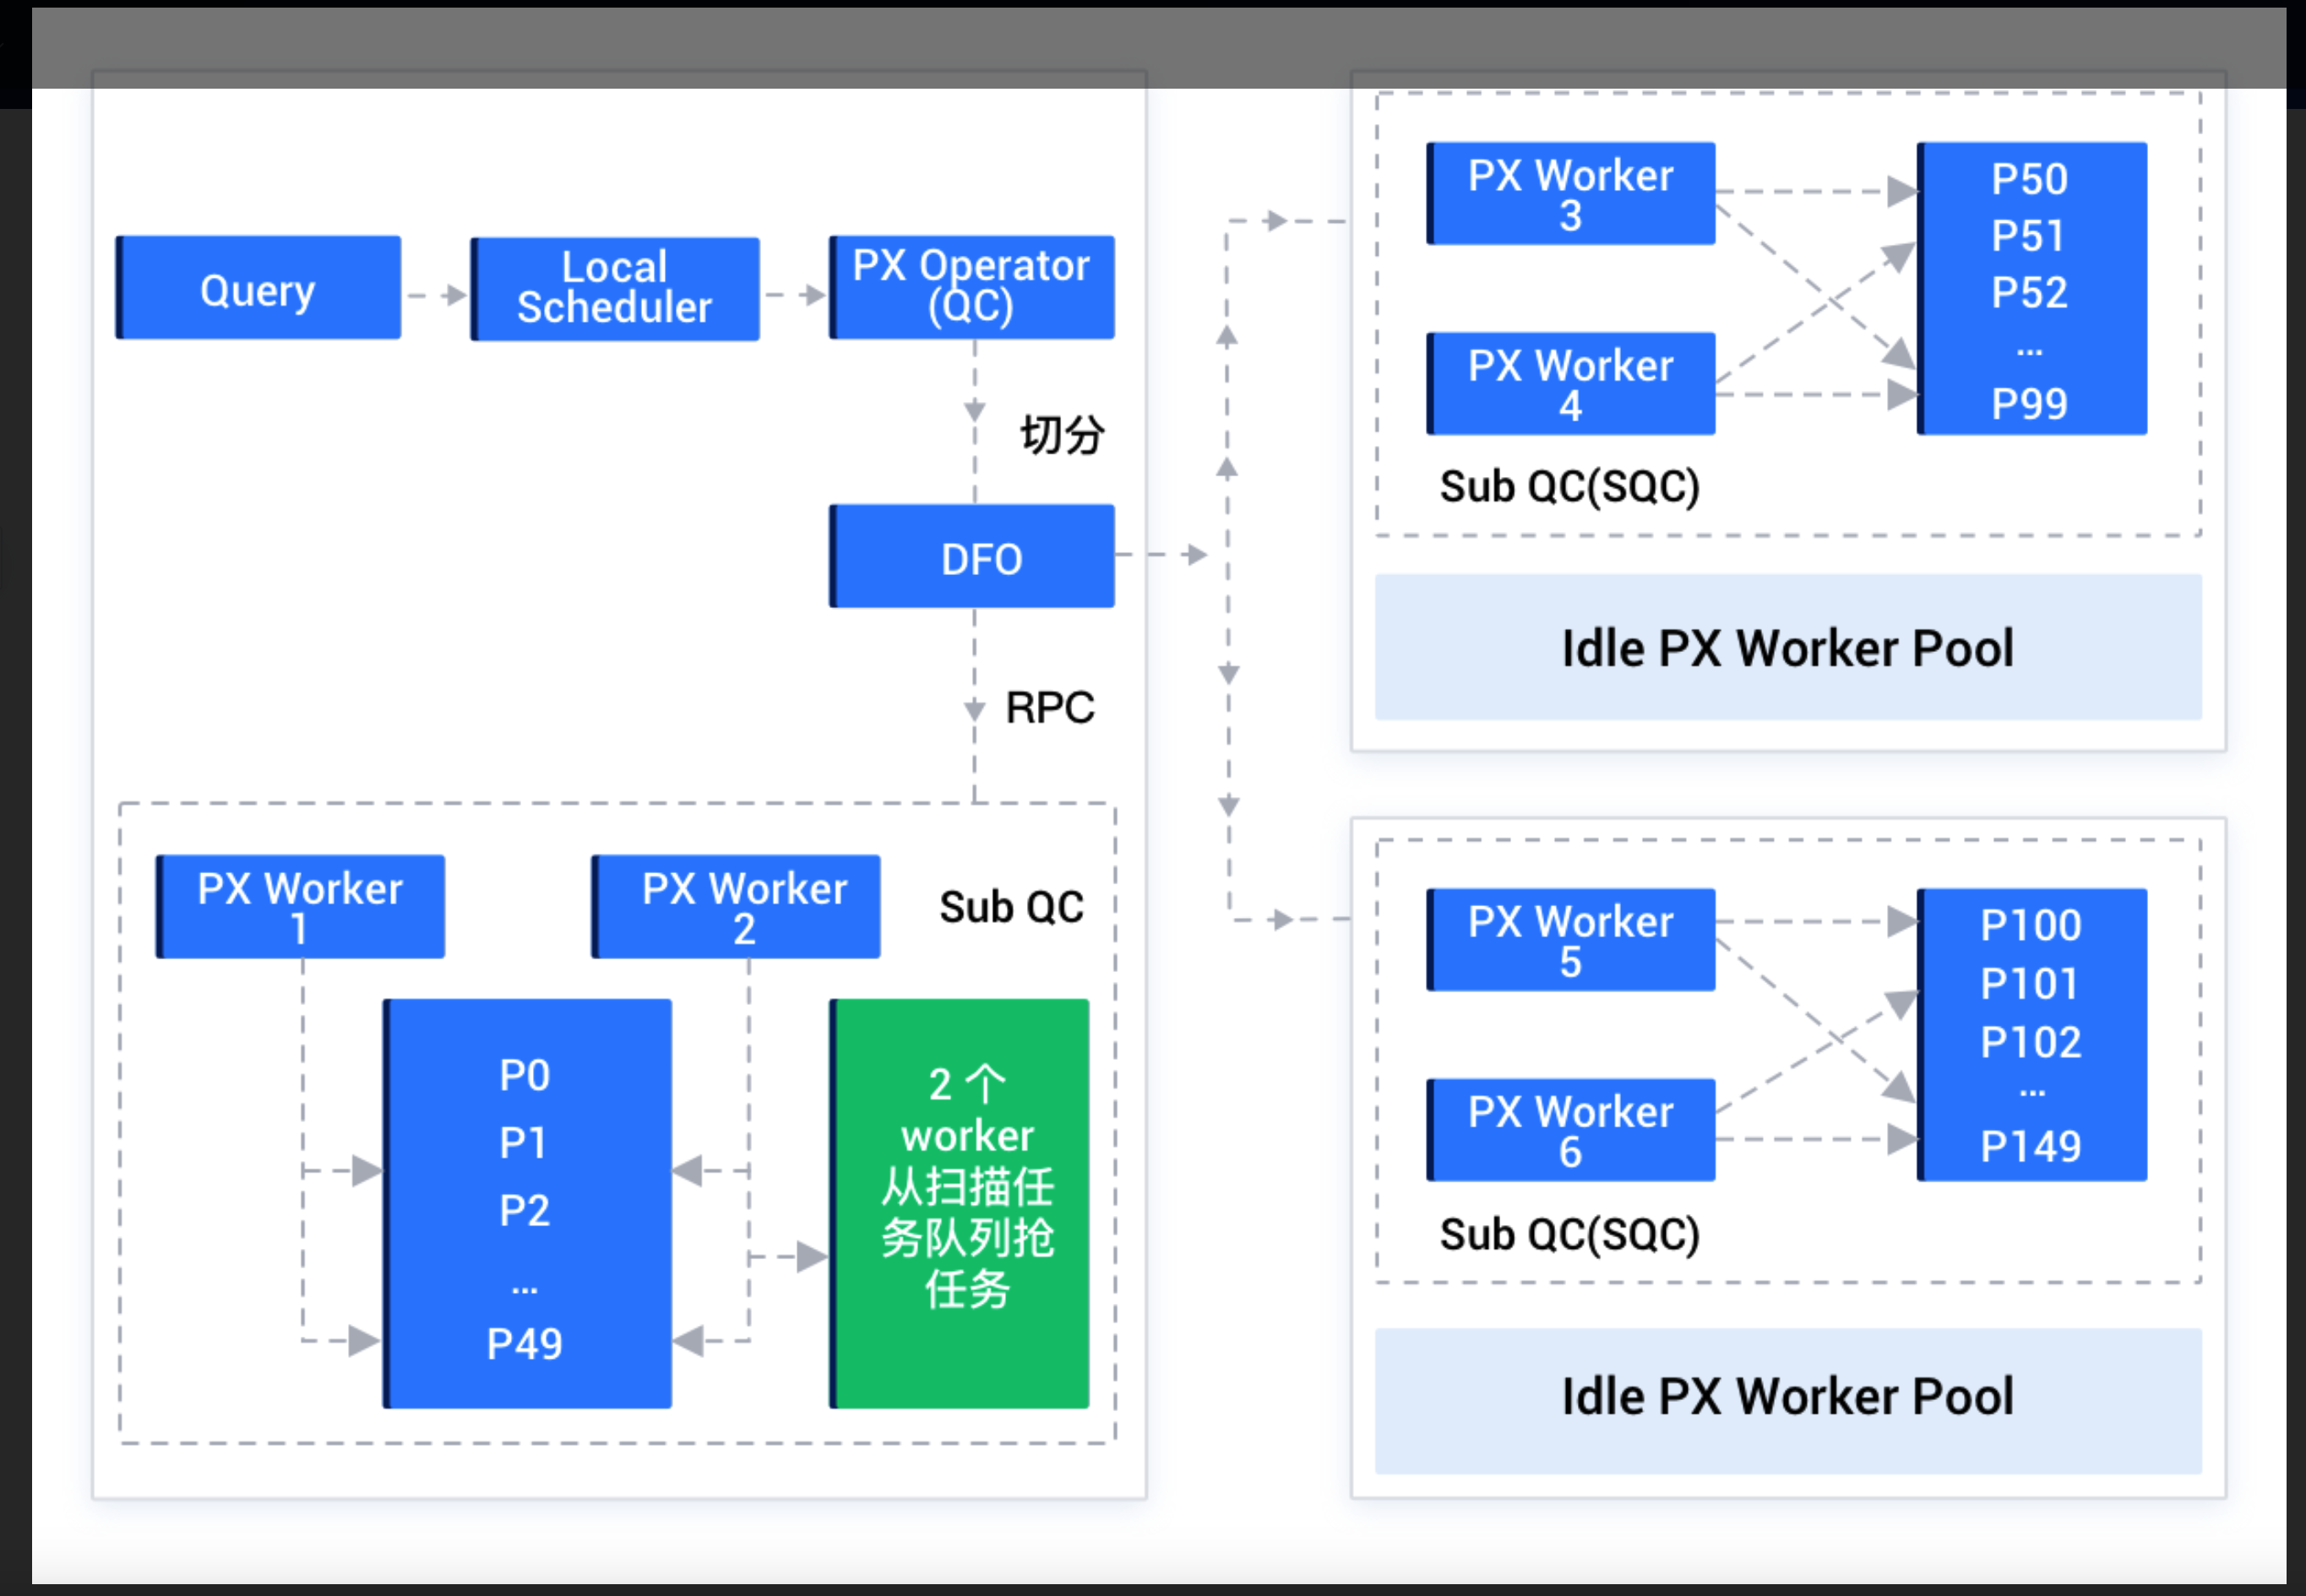 Query
Local
Scheduler
PX Operator
(QC)
切分
DFO
RPC
PX Worker
1
PX Worker
2
Sub QC
P0
P1
P2
...
P49
2 个
worker
从扫描任
务队列抢
任务
PX Worker
3
PX Worker
4
P50
P51
P52
...
P99
Sub QC(SQC)
Idle PX Worker Pool
PX Worker
5
PX Worker
6
P100
P101
P102
...
P149
Sub QC(SQC)
Idle PX Worker Pool